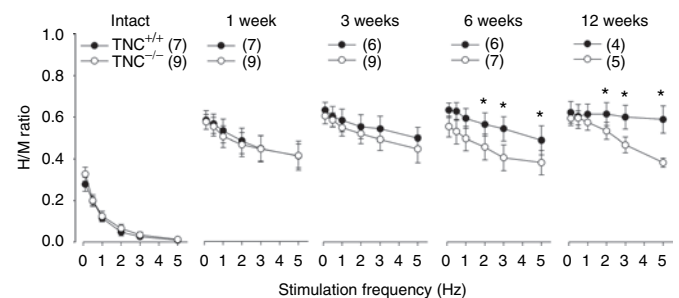 Intact 1 week 3 weeks 6 weeks 12 weeks
1.0 TNC+/+ (7) (7) (6) (6) (4)
TNC−/− (9) (9) (9) (7) (5)
0.8
* * * * * *
0.6
0.4
0.2
0.0
H/M ratio
0 1 2 3 4 5 0 1 2 3 4 5 0 1 2 3 4 5 0 1 2 3 4 5 0 1 2 3 4 5
Stimulation frequency (Hz)